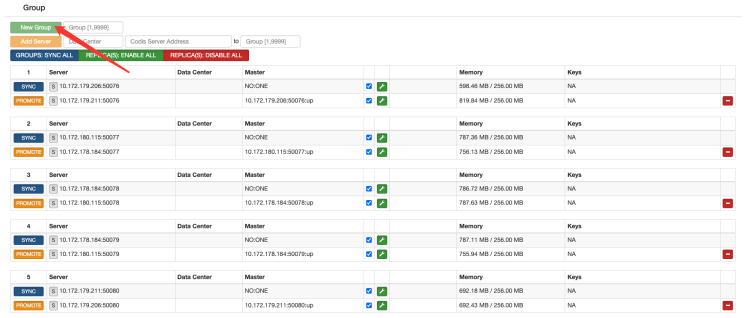 Group
New Group Group [1,9999]
Add Server Data Center Codis Server Address to Group [1,9999]
GROUPS: SYNC ALL REPLICA(S): ENABLE ALL REPLICA(S): DISABLE ALL
1 Server Data Center Master Memory Keys
SYNC S 10.172.179.206:50076 NO:ONE 598.46 MB / 256.00 MB NA
PROMOTE S 10.172.179.211:50076 10.172.179.206:50076:up 819.84 MB / 256.00 MB NA
2 Server Data Center Master Memory Keys
SYNC S 10.172.180.115:50077 NO:ONE 787.36 MB / 256.00 MB NA
PROMOTE S 10.172.178.184:50077 10.172.180.115:50077:up 756.13 MB / 256.00 MB NA
3 Server Data Center Master Memory Keys
SYNC S 10.172.178.184:50078 NO:ONE 786.72 MB / 256.00 MB NA
PROMOTE S 10.172.180.115:50078 10.172.178.184:50078:up 787.63 MB / 256.00 MB NA
4 Server Data Center Master Memory Keys
SYNC S 10.172.178.184:50079 NO:ONE 787.11 MB / 256.00 MB NA
PROMOTE S 10.172.180.115:50079 10.172.178.184:50079:up 755.94 MB / 256.00 MB NA
5 Server Data Center Master Memory Keys
SYNC S 10.172.179.211:50080 NO:ONE 692.18 MB / 256.00 MB NA
PROMOTE S 10.172.179.206:50080 10.172.179.211:50080:up 692.43 MB / 256.00 MB NA